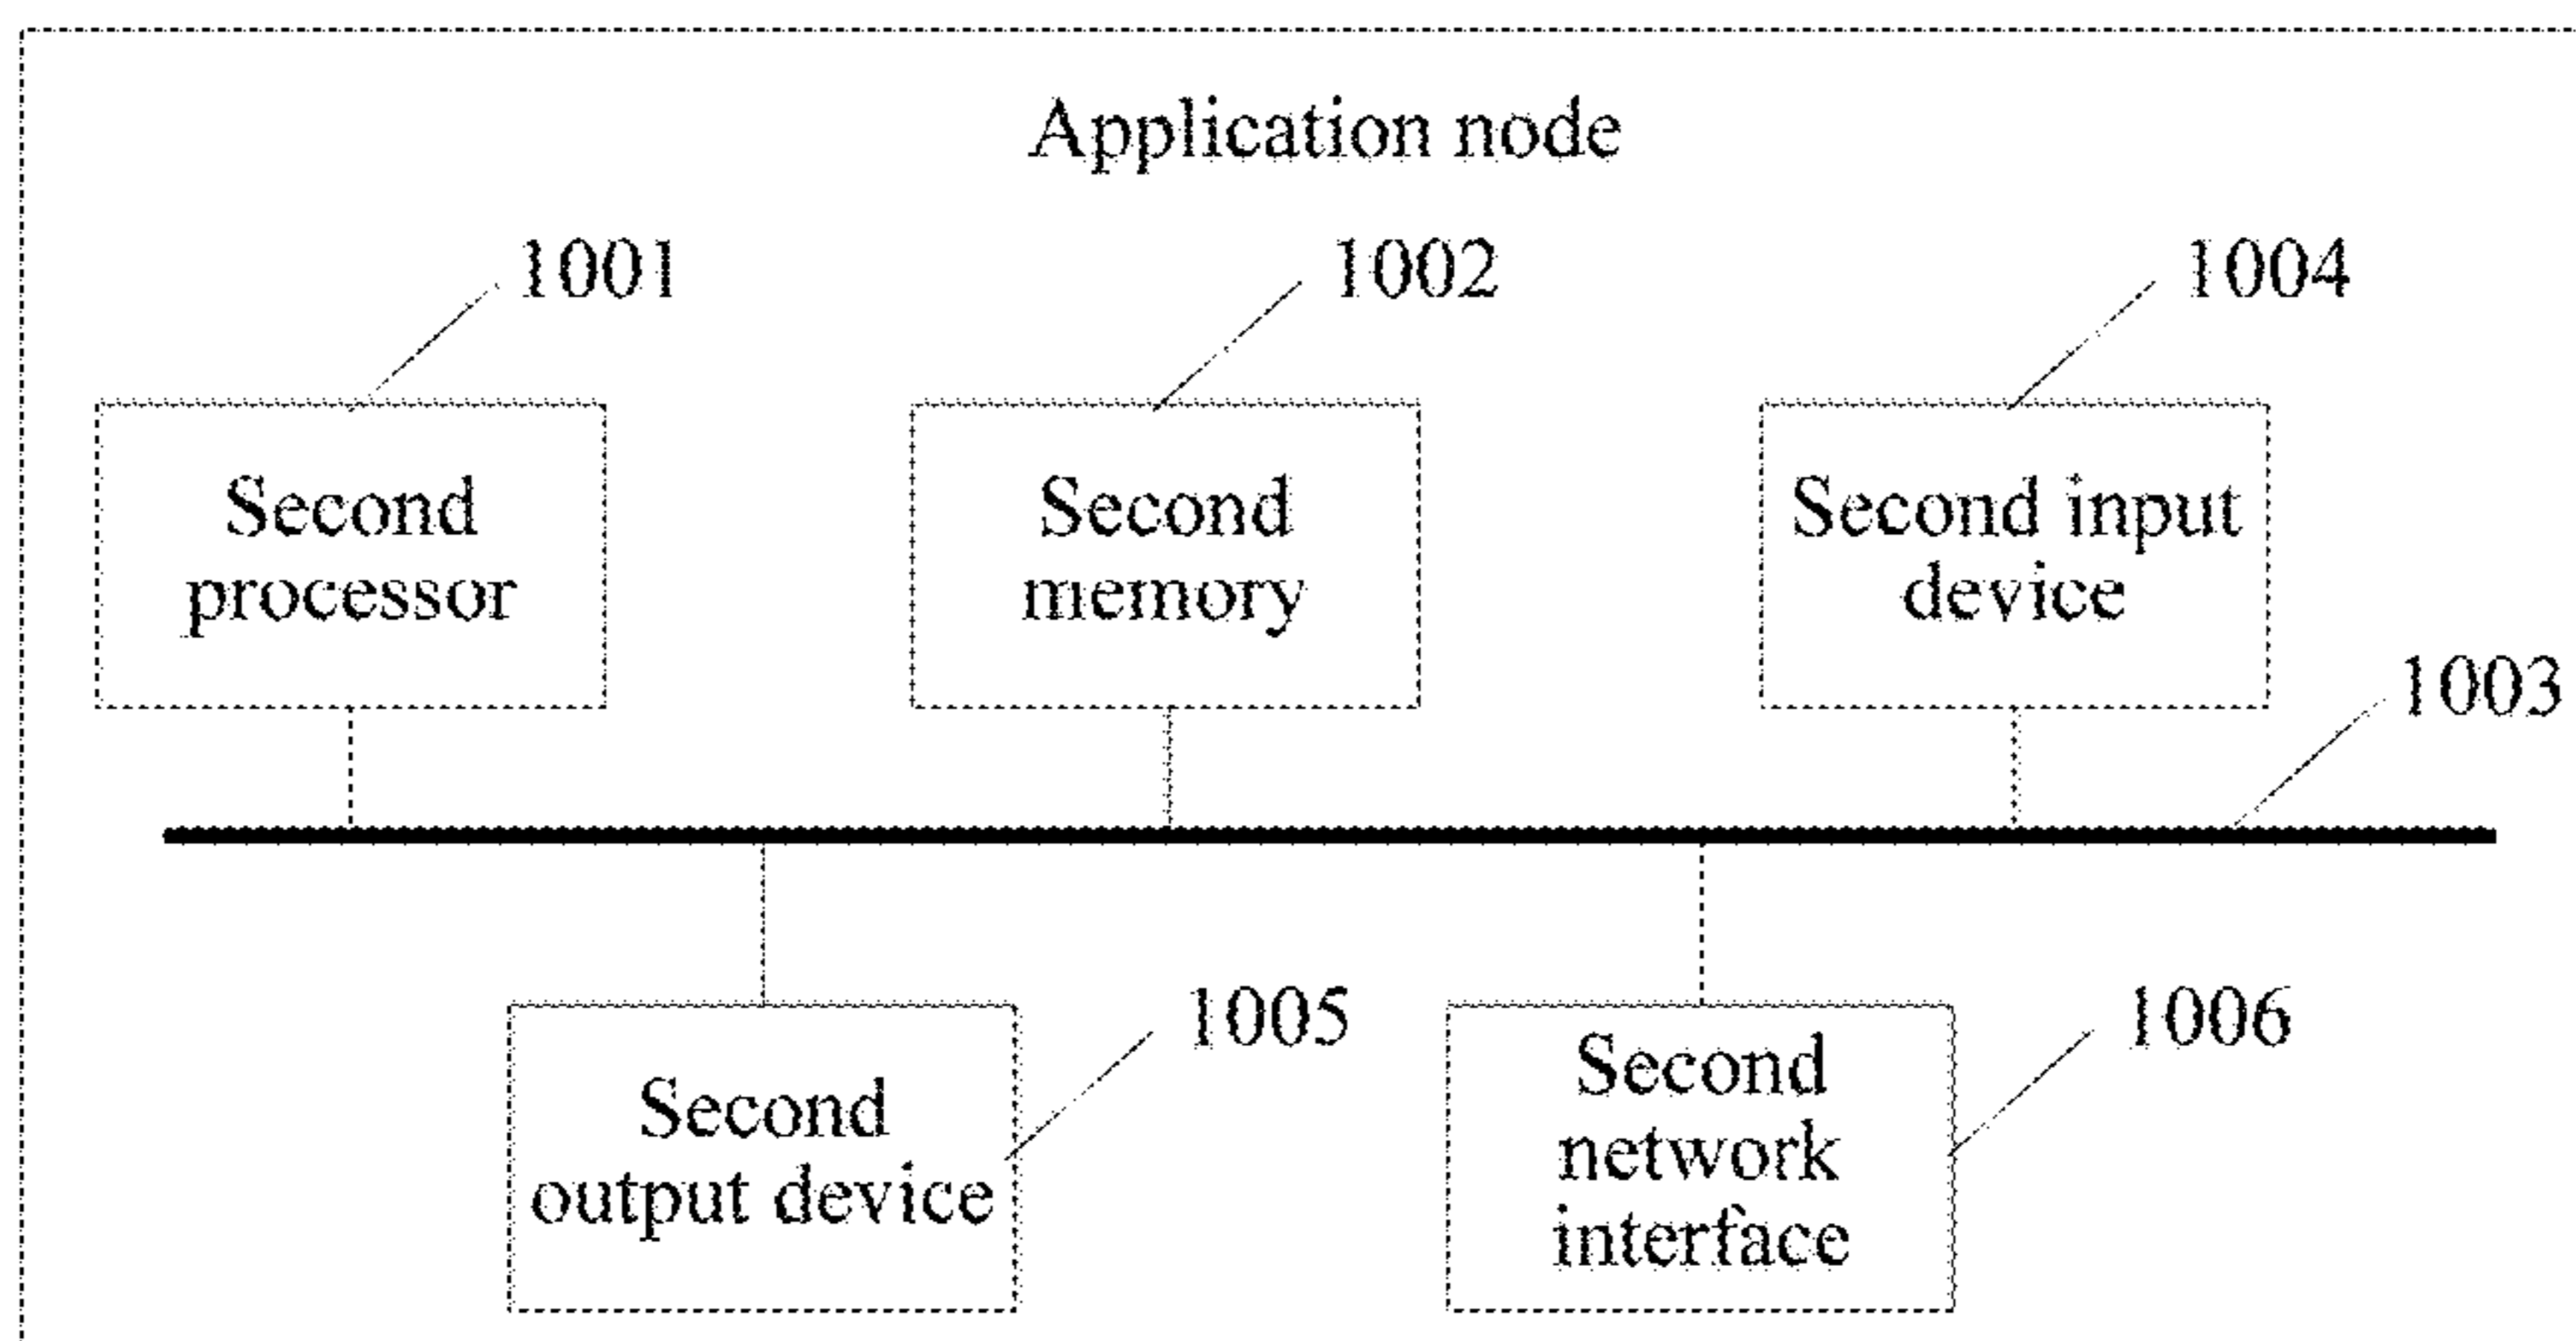 Application node
1001
1002
1004
Second
processor
Second
memory
Second input
device
1003
1005
1006
Second
output device
Second
network
interface